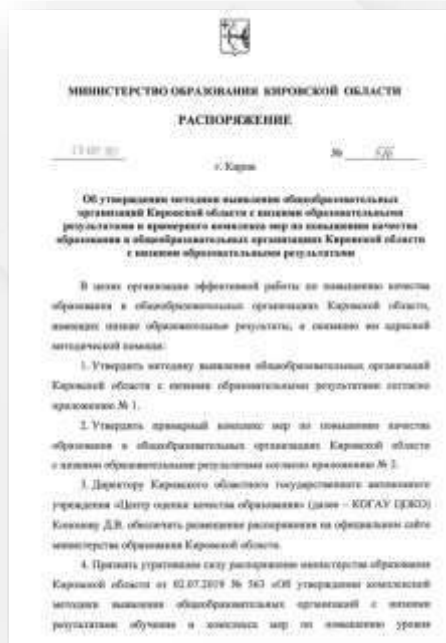 МИНИСТЕРСТВО ОБРАЗОВАНИЯ КИРОВСКОЙ ОБЛАСТИ
РАСПОРЯЖЕНИЕ
№
г. Киров
Об утверждении методики выявления общеобразовательных
организаций Кировской области с низкими образовательными
результатами и примерного комплекса мер по повышению качества
образования в общеобразовательных организациях Кировской области
с низкими образовательными результатами
В целях организации эффективной работы по повышению качества
образования в общеобразовательных организациях Кировской области,
имеющих низкие образовательные результаты, и оказанию им адресной
методической помощи:
1. Утвердить методику выявления общеобразовательных организаций
Кировской области с низкими образовательными результатами согласно
приложению № 1.
2. Утвердить примерный комплекс мер по повышению качества
образования в общеобразовательных организациях Кировской области
с низкими образовательными результатами согласно приложению № 2.
3. Директору Кировского областного государственного автономного
учреждения «Центр оценки качества образования» (далее – КОГАУ ЦОКО)
Д.В. обеспечить размещение распоряжения на официальном сайте
министерства образования Кировской области.
4. Признать утратившим силу распоряжение министерства образования
Кировской области от 02.07.2019 № 563 «Об утверждении комплексной
методики выявления общеобразовательных организаций с низкими
результатами обучения и комплекса мер по повышению уровня